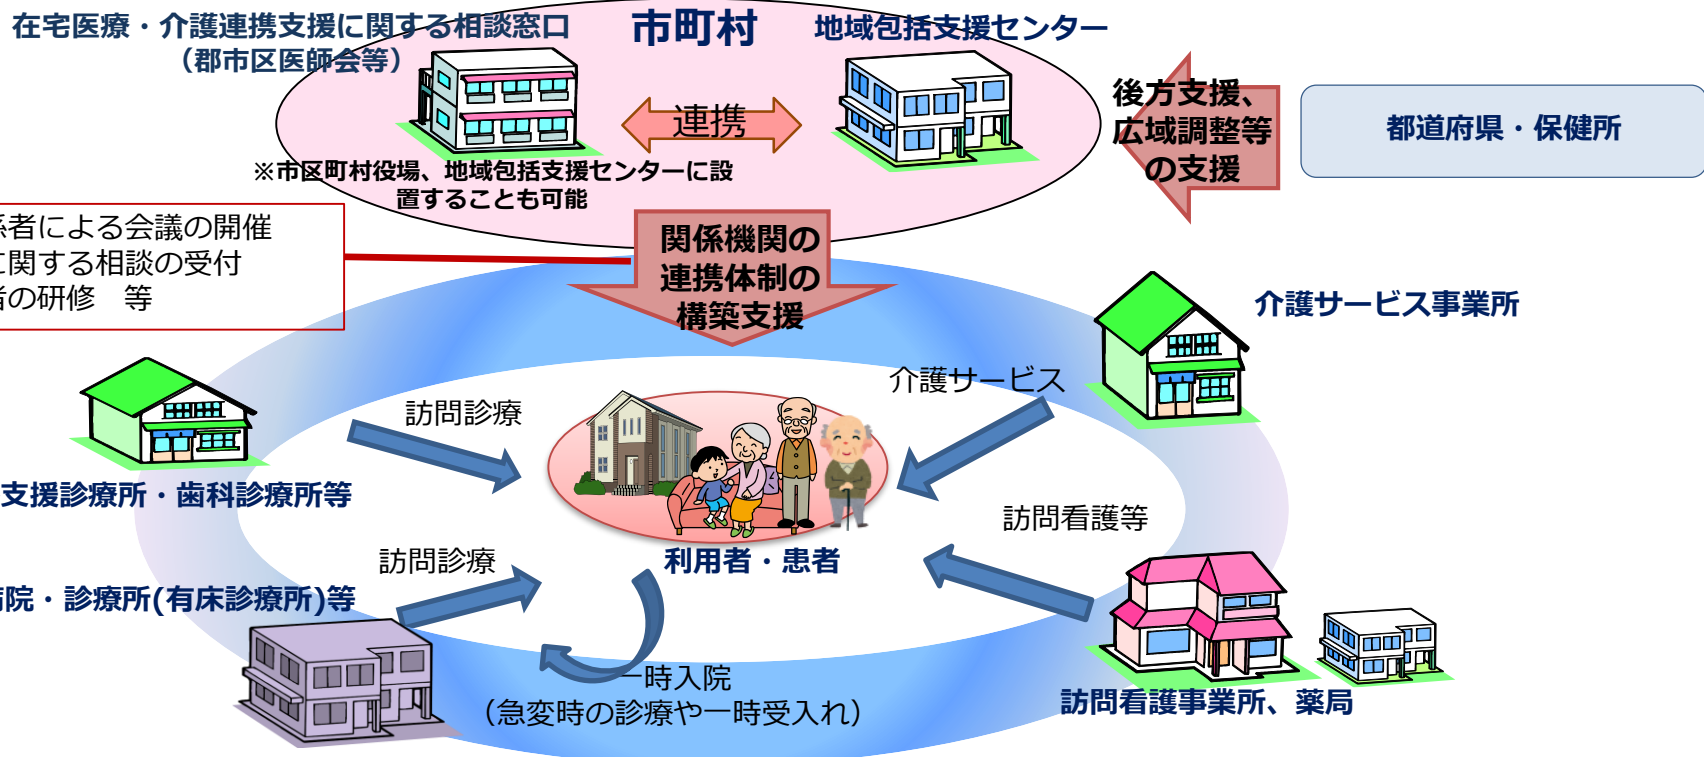 在宅医療・介護連携支援に関する相談窓口
（郡市区医師会等）
市町村
地域包括支援センター
連携
※市区町村役場、地域包括支援センターに設
置することも可能
後方支援、
広域調整等
の支援
都道府県・保健所
係者による会議の開催
に関する相談の受付
者の研修　等
関係機関の
連携体制の
構築支援
介護サービス事業所
介護サービス
訪問診療
支援診療所・歯科診療所等
利用者・患者
訪問看護等
訪問診療
病院・診療所(有床診療所)等
一時入院
（急変時の診療や一時受入れ）
訪問看護事業所、薬局